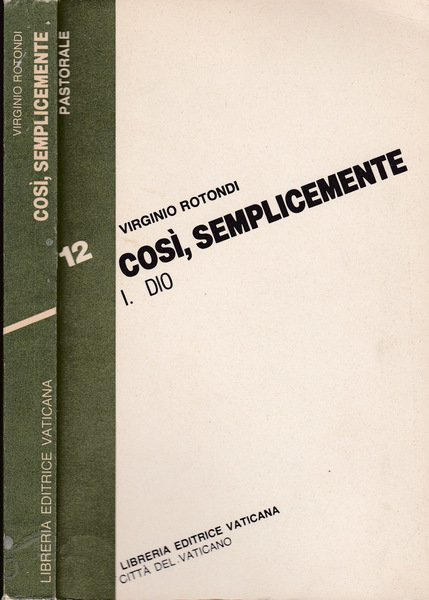 VIRGINIO ROTONDI
COSÌ, SEMPLICEMENTE
LIBRERIA EDITRICE VATICANA
PASTORALE
12
VIRGINIO ROTONDI
COSÌ, SEMPLICEMENTE
I. DIO
LIBRERIA EDITRICE VATICANA
CITTÀ DEL VATICANO